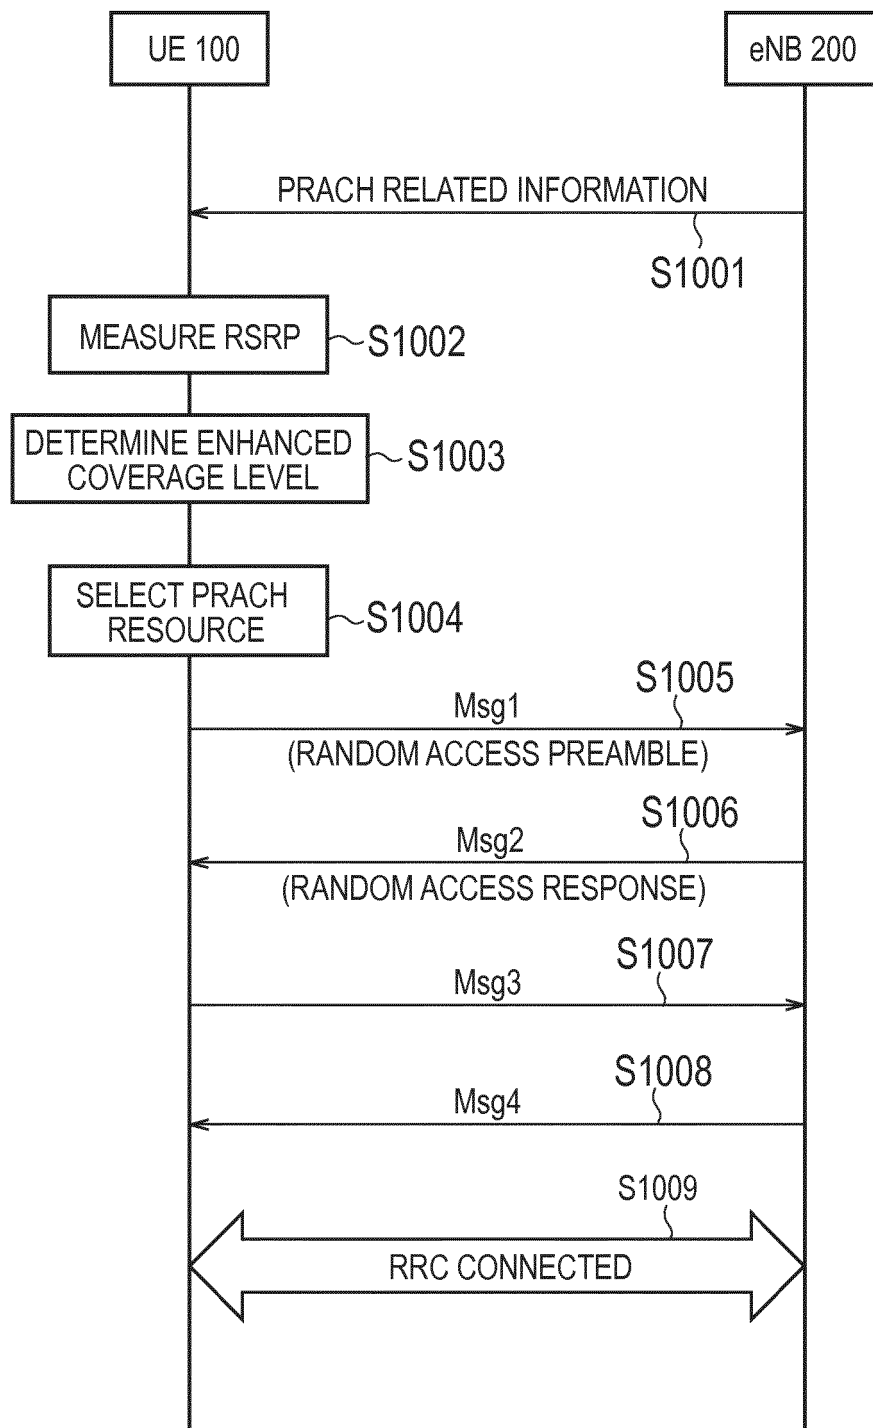 UE 100
eNB 200
PRACH RELATED INFORMATION
S1001
MEASURE RSRP
S1002
DETERMINE ENHANCED
COVERAGE LEVEL
S1003
SELECT PRACH
RESOURCE
S1004
S1005
Msg1
(RANDOM ACCESS PREAMBLE)
S1006
Msg2
(RANDOM ACCESS RESPONSE)
S1007
Msg3
S1008
Msg4
S1009
RRC CONNECTED